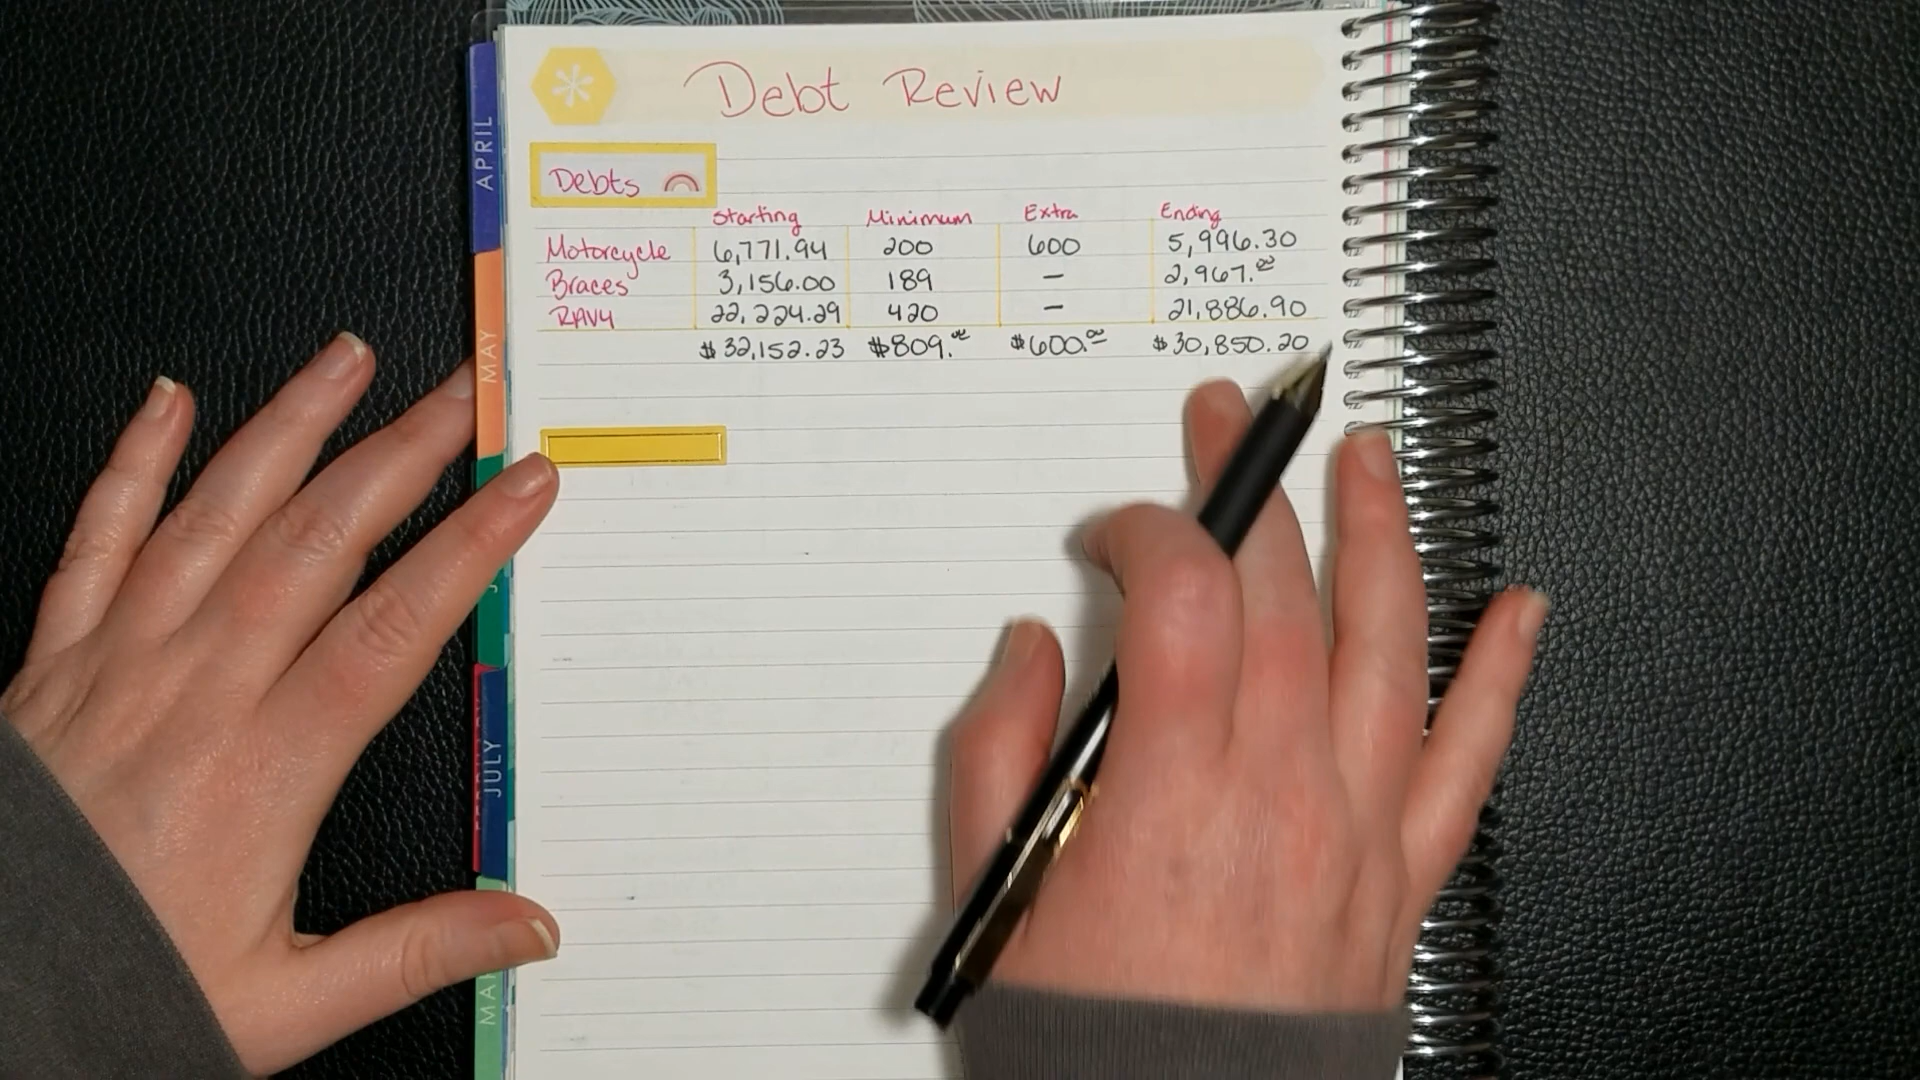 Debt Review
Debts
Starting Minimum Extra Ending
Motorcycle 6,771.94 200 600 5,996.30
Braces 3,156.00 189 — 2,967.00
RAV4 22,224.29 420 — 21,886.90
$32,152.23 $809.00 $600.00 $30,850.20
APRIL
MAY
JULY